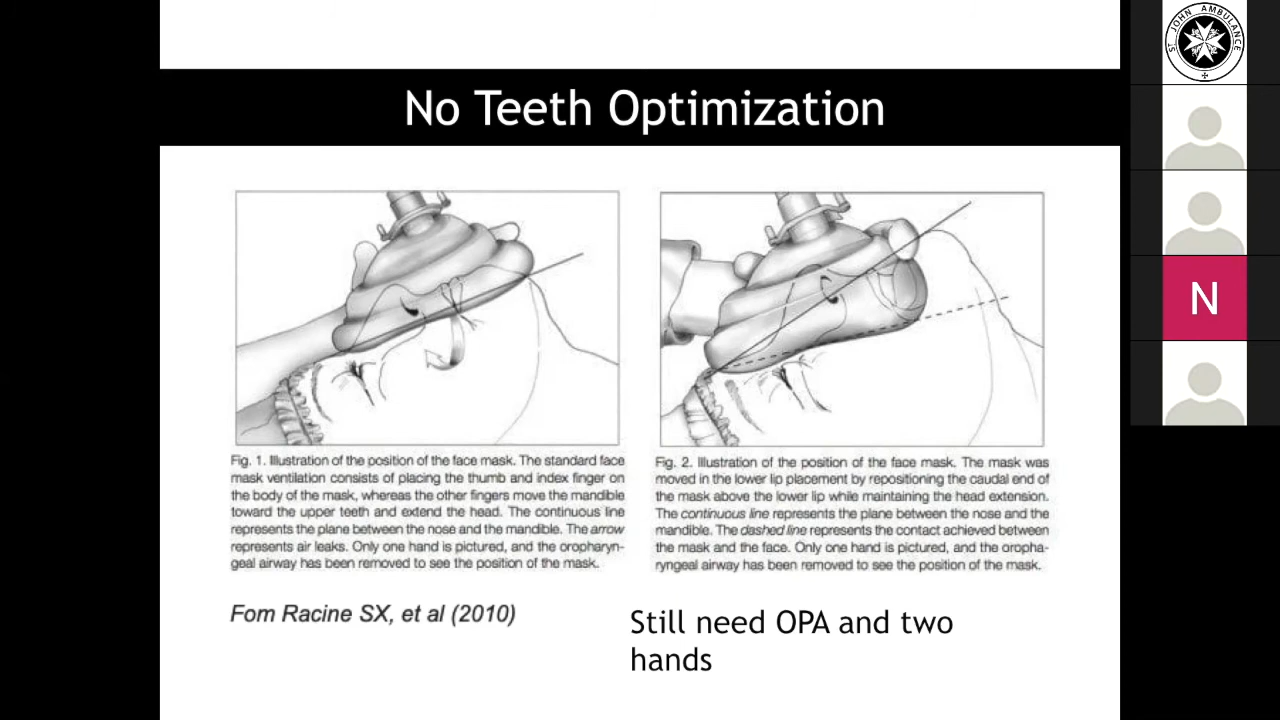 No Teeth Optimization
Fig. 1. Illustration of the position of the face mask. The standard face
mask ventilation consists of placing the thumb and index finger on
the body of the mask, whereas the other fingers move the mandible
toward the upper teeth and extend the head. The continuous line
represents the plane between the nose and the mandible. The arrow
represents air leaks. Only one hand is pictured, and the oropharyn-
geal airway has been removed to see the position of the mask.
Fig. 2. Illustration of the position of the face mask. The mask was
moved in the lower lip placement by repositioning the caudal end of
the mask above the lower lip while maintaining the head extension.
The continuous line represents the plane between the nose and the
mandible. The dashed line represents the contact achieved between
the mask and the face. Only one hand is pictured, and the oropha-
ryngeal airway has been removed to see the position of the mask.
Fom Racine SX, et al (2010)
Still need OPA and two
hands
ST JOHN AMBULANCE
N